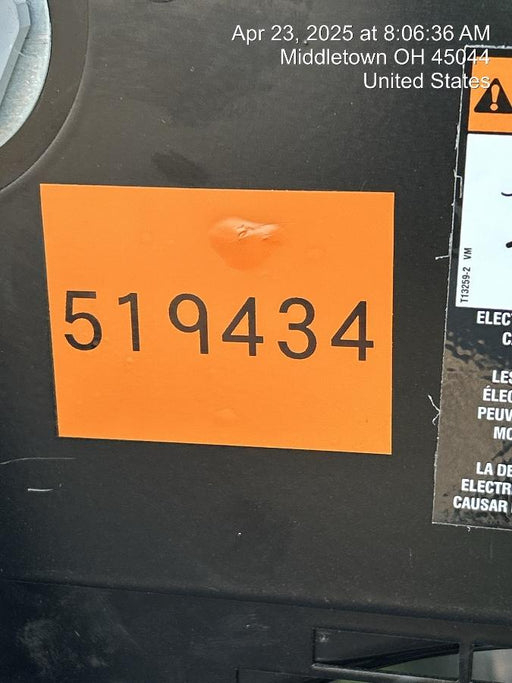 Apr 23, 2025 at 8:06:36 AM
Middletown OH 45044
United States
519434
T13259-2 VM
ELEC
C
LES
ÉLEC
PEUV
MO
LA DE
ELECTR
CAUSAR